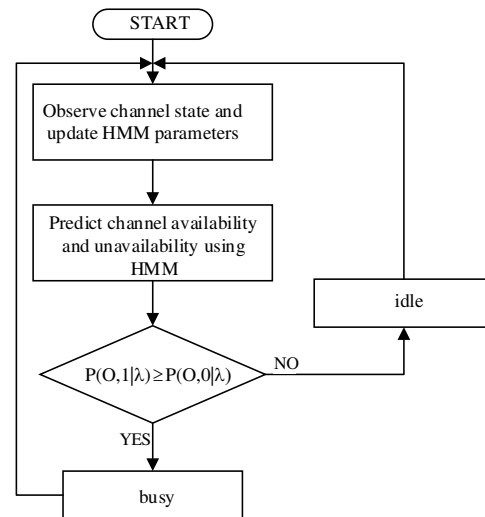 START
Observe channel state and
update HMM parameters
Predict channel availability
and unavailability using
HMM
idle
P(O,1|λ)≥P(O,0|λ)
NO
YES
busy